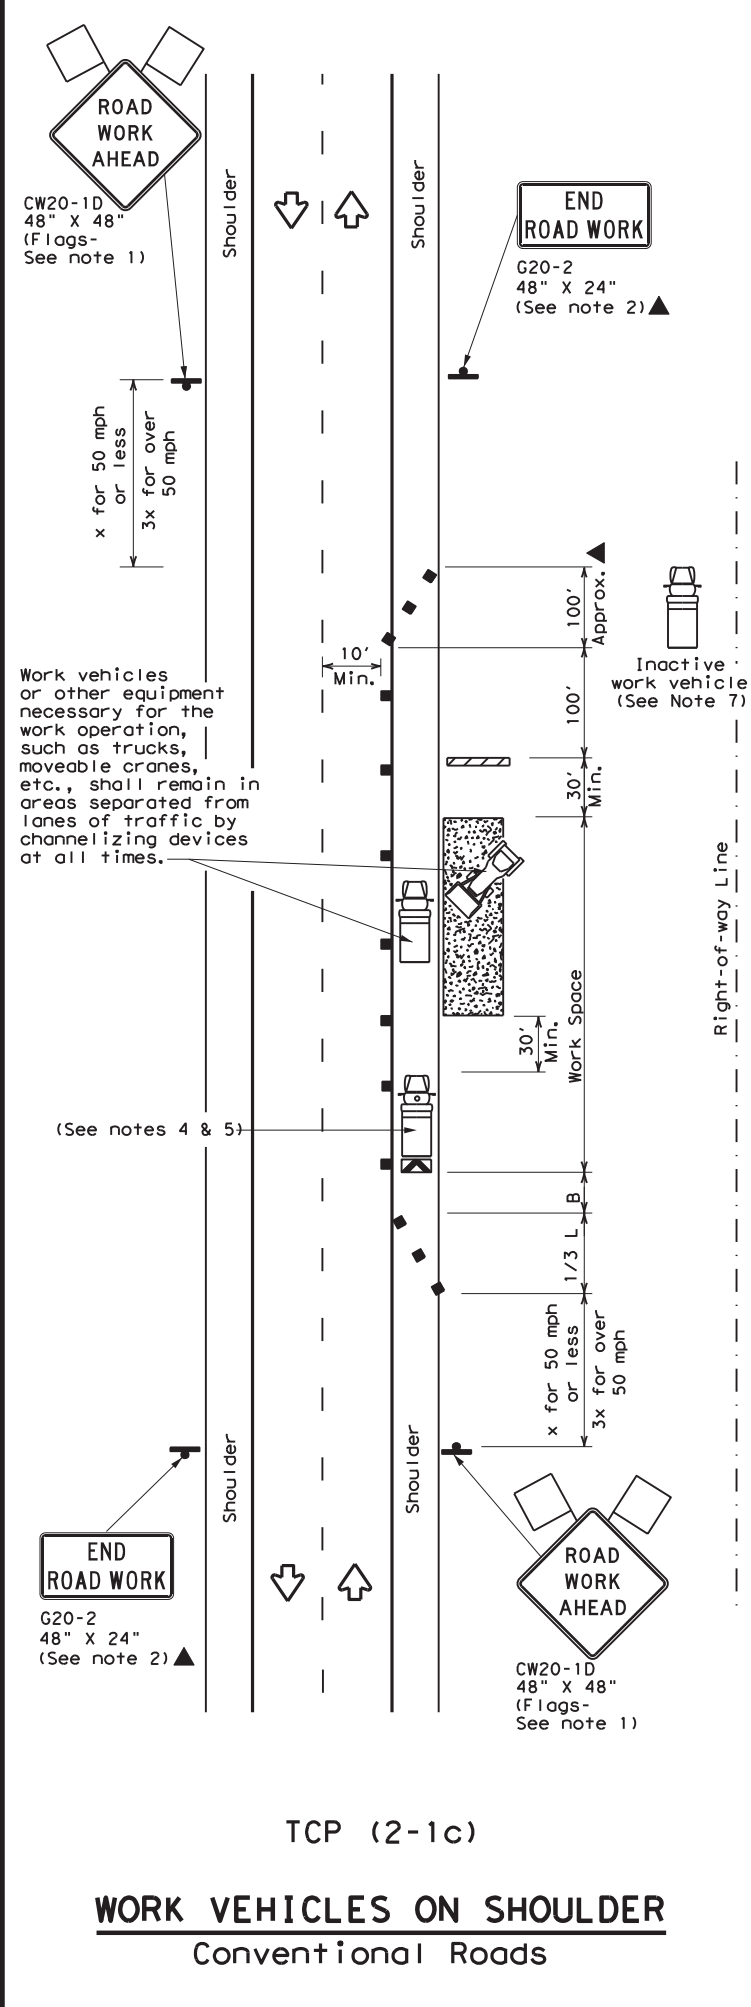 ROAD
WORK
AHEAD
CW20-1D
48" X 48"
(Flags-
See note 1)
Shoulder
Shoulder
END
ROAD WORK
G20-2
48" X 24"
(See note 2)▲
x for 50 mph
or less
3x for over
50 mph
100'
Approx.
Inactive
work vehicle
(See Note 7)
10'
Min.
100'
Work vehicles
or other equipment
necessary for the
work operation,
such as trucks,
moveable cranes,
etc., shall remain in
areas separated from
lanes of traffic by
channelizing devices
at all times.
30'
Min.
Right-of-way Line
Work Space
30'
Min.
(See notes 4 & 5)
B
1/3 L
x for 50 mph
or less
3x for over
50 mph
Shoulder
Shoulder
END
ROAD WORK
G20-2
48" X 24"
(See note 2)▲
ROAD
WORK
AHEAD
CW20-1D
48" X 48"
(Flags-
See note 1)
TCP (2-1c)
WORK VEHICLES ON SHOULDER
Conventional Roads